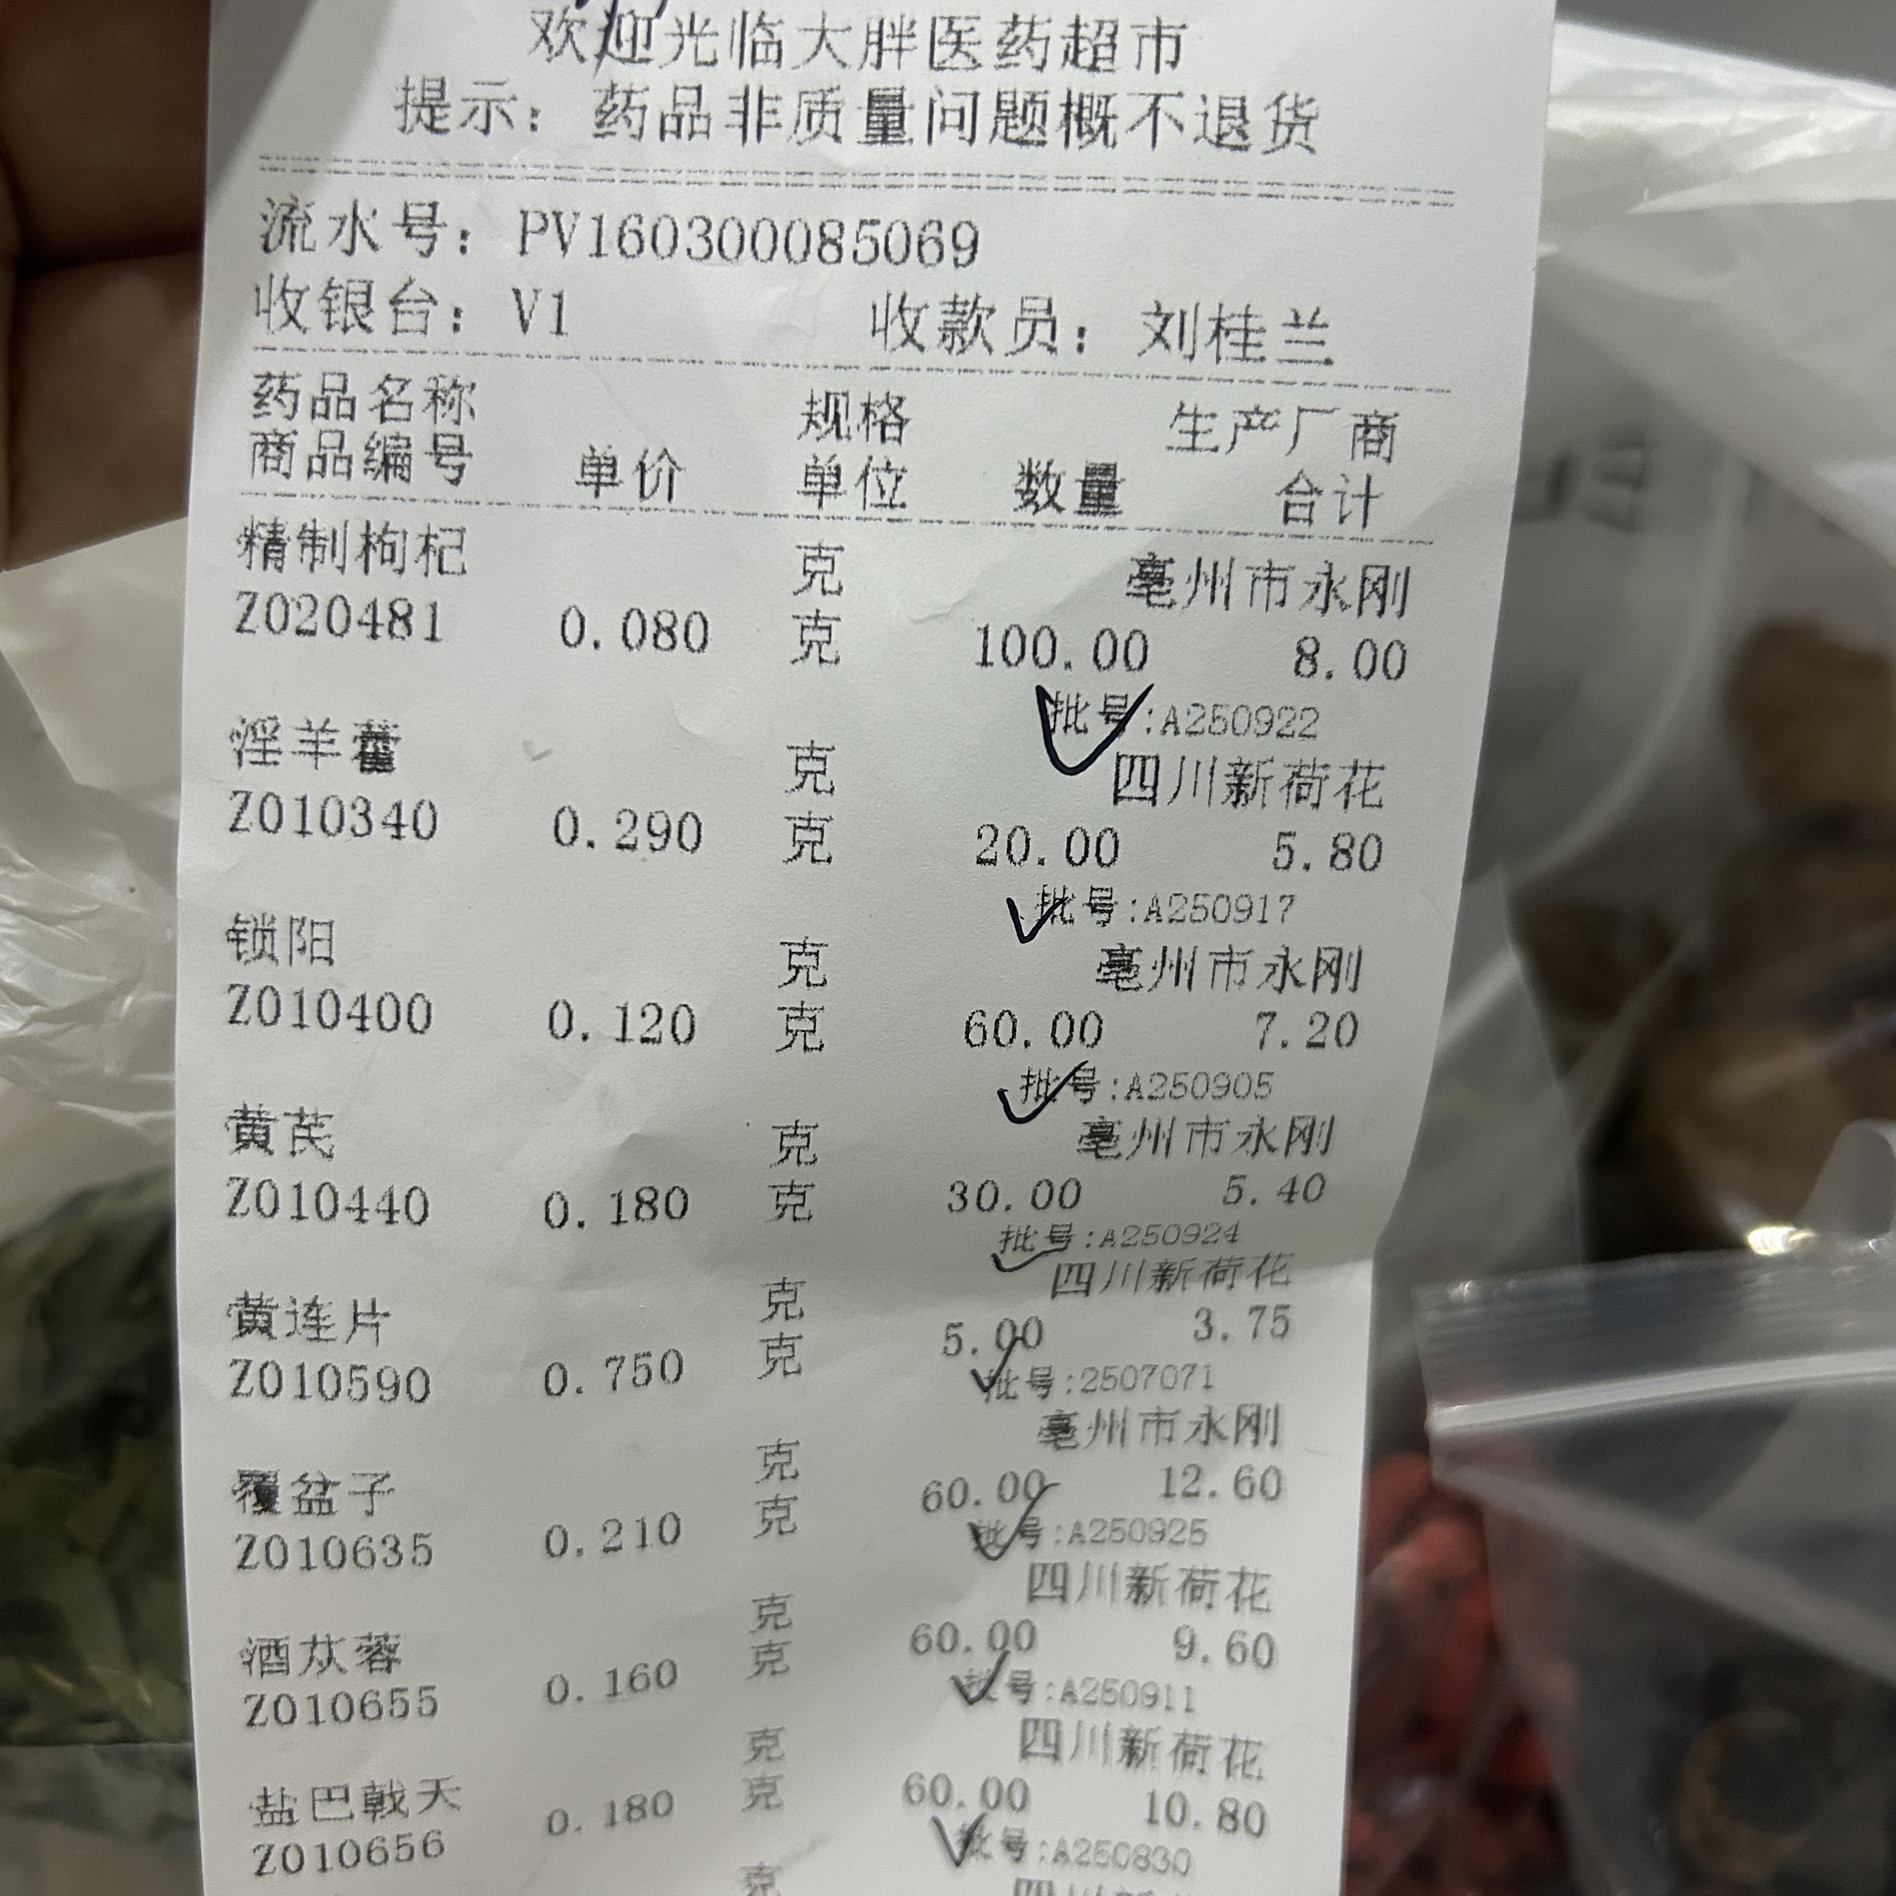 欢迎光临大胖医药超市
提示：药品非质量问题概不退货
流水号：PV160300085069
收银台：V1 收款员：刘桂兰
药品名称 规格 生产厂商
商品编号 单价 单位 数量 合计
精制枸杞 克 亳州市永刚
Z020481 0.080 克 100.00 8.00
批号:A250922
淫羊藿 克 四川新荷花
Z010340 0.290 克 20.00 5.80
批号:A250917
锁阳 克 亳州市永刚
Z010400 0.120 克 60.00 7.20
批号:A250905
黄芪 克 亳州市永刚
Z010440 0.180 克 30.00 5.40
批号:A250924
黄连片 克 四川新荷花
Z010590 0.750 克 5.00 3.75
批号:2507071
覆盆子 克 亳州市永刚
Z010635 0.210 克 60.00 12.60
批号:A250925
酒苁蓉 克 四川新荷花
Z010655 0.160 克 60.00 9.60
批号:A250911
盐巴戟天 克 四川新荷花
Z010656 0.180 克 60.00 10.80
批号:A250830
克